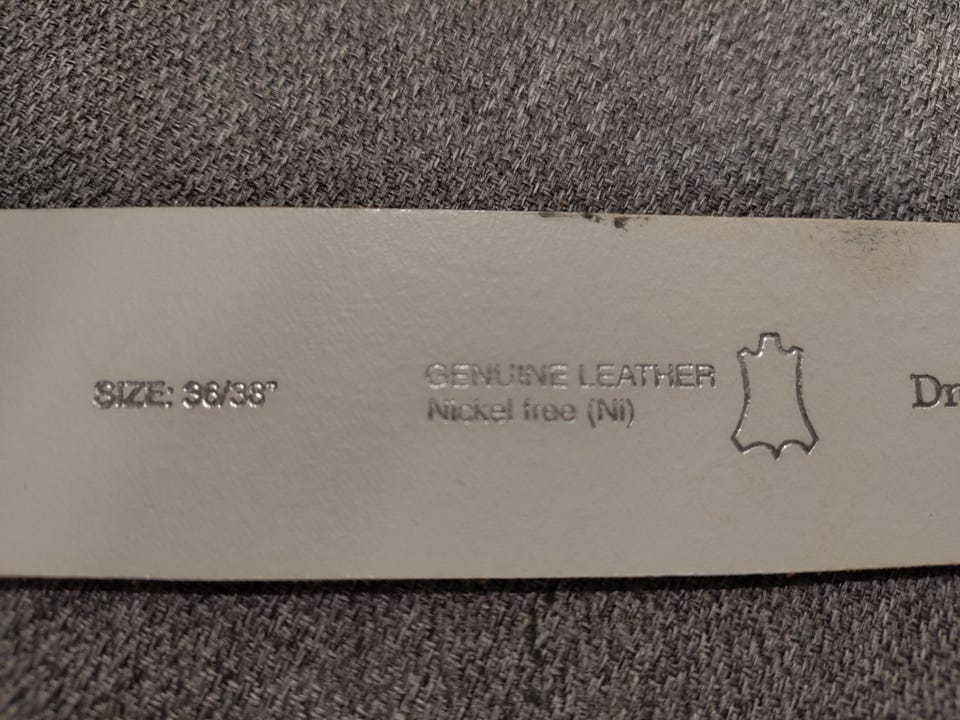 SIZE: 36/38"
GENUINE LEATHER
Nickel free (Ni)